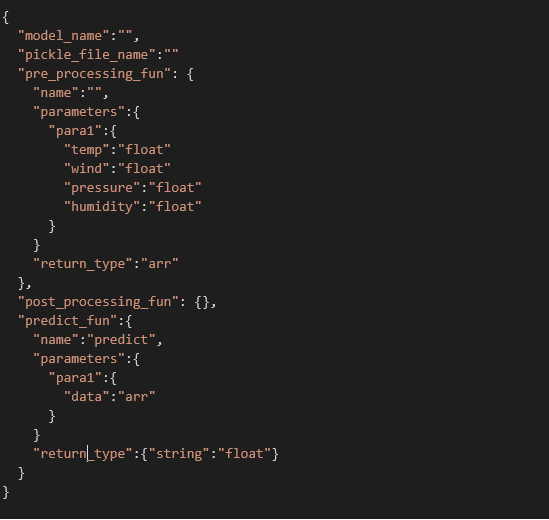 {
  "model_name":"",
  "pickle_file_name":""
  "pre_processing_fun": {
    "name":"",
    "parameters":{
      "para1":{
        "temp":"float"
        "wind":"float"
        "pressure":"float"
        "humidity":"float"
      }
    }
    "return_type":"arr"
  },
  "post_processing_fun": {},
  "predict_fun":{
    "name":"predict",
    "parameters":{
      "para1":{
        "data":"arr"
      }
    }
    "return_type":{"string":"float"}
  }
}